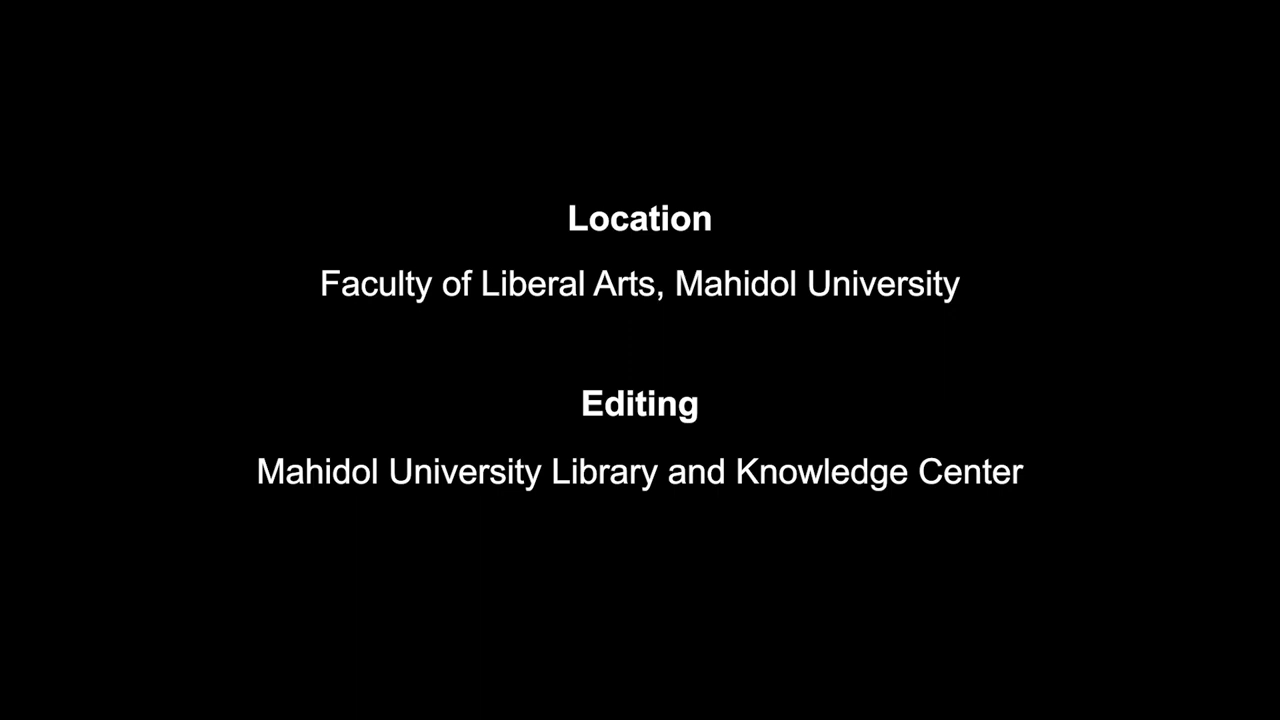 Location
Faculty of Liberal Arts, Mahidol University
Editing
Mahidol University Library and Knowledge Center